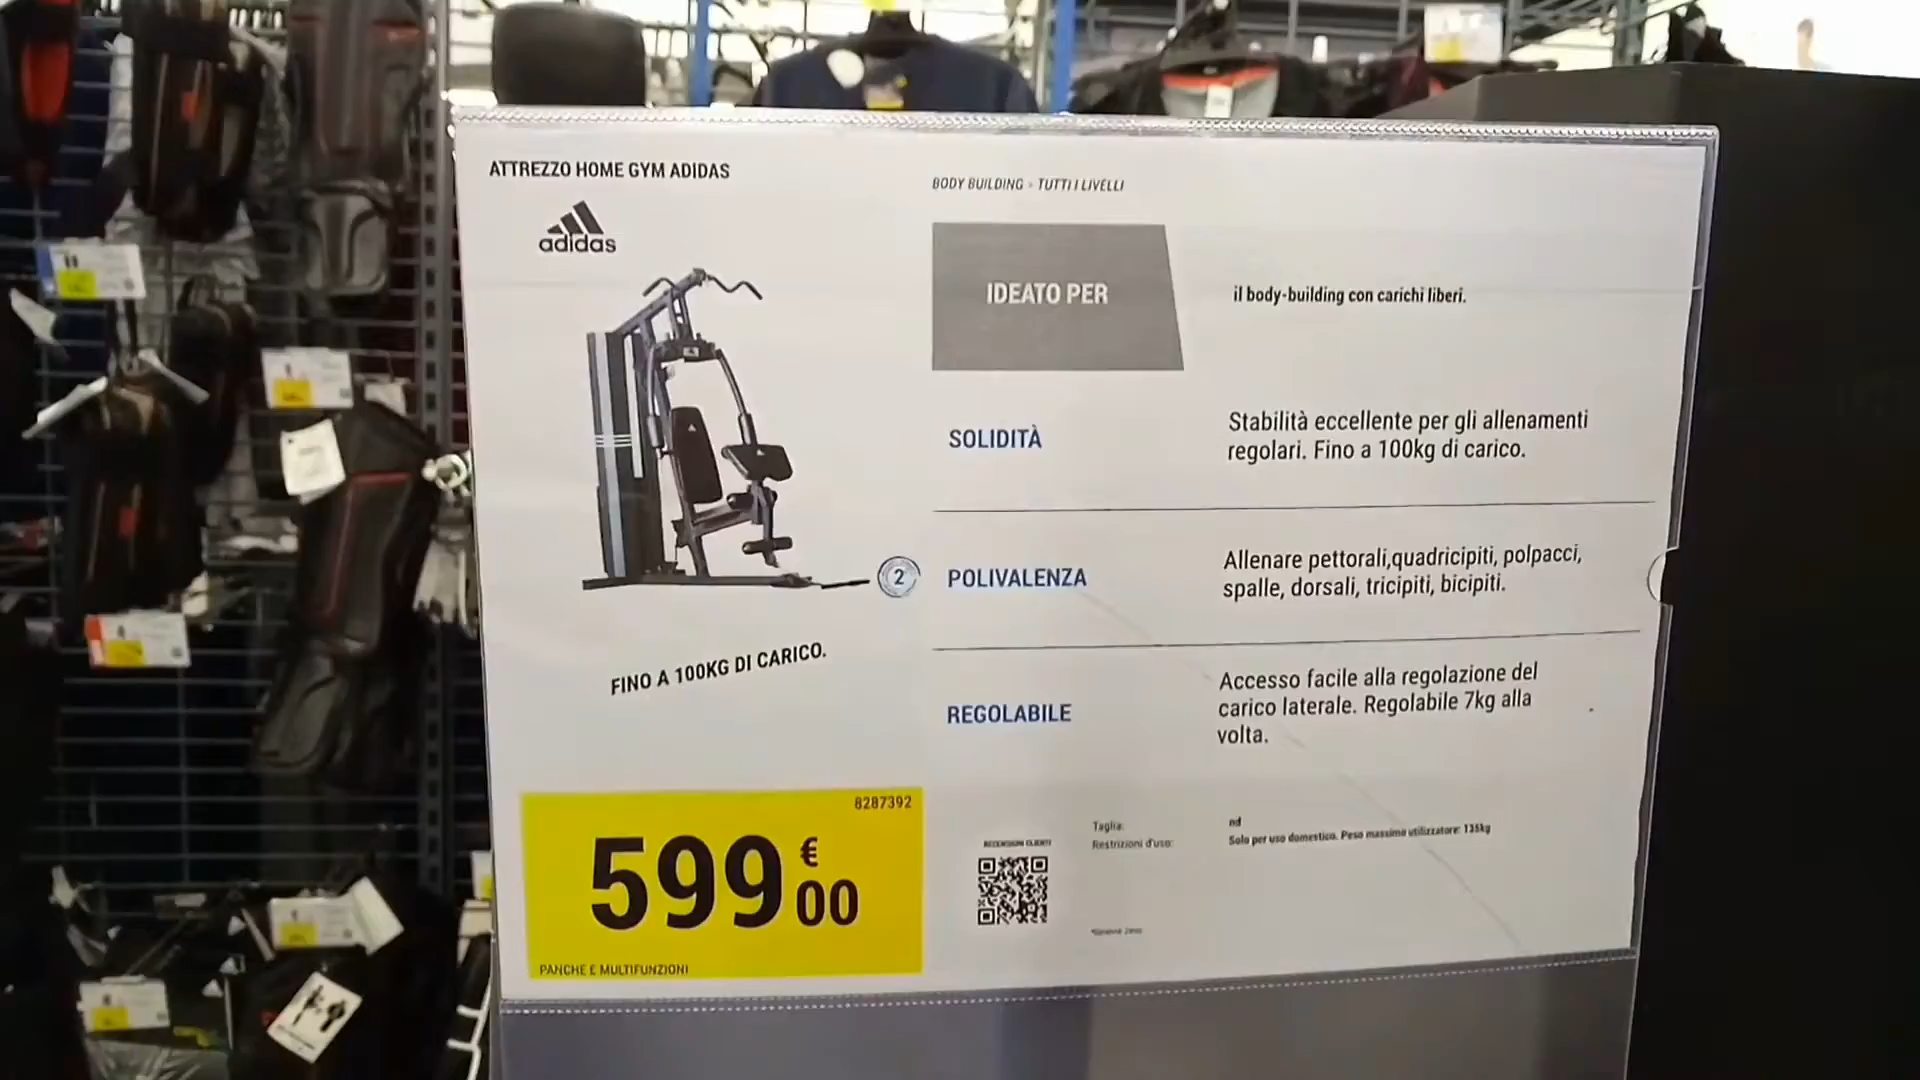 ATTREZZO HOME GYM ADIDAS
adidas
FINO A 100KG DI CARICO.
2
BODY BUILDING - TUTTI I LIVELLI
IDEATO PER
il body-building con carichi liberi.
SOLIDITÀ
Stabilità eccellente per gli allenamenti
regolari. Fino a 100kg di carico.
POLIVALENZA
Allenare pettorali,quadricipiti, polpacci,
spalle, dorsali, tricipiti, bicipiti.
REGOLABILE
Accesso facile alla regolazione del
carico laterale. Regolabile 7kg alla
volta.
8287392
599 € 00
PANCHE E MULTIFUNZIONI
RECENSIONI CLIENTI
Taglia: nd
Restrizioni d'uso: Solo per uso domestico. Peso massimo utilizzatore: 135kg